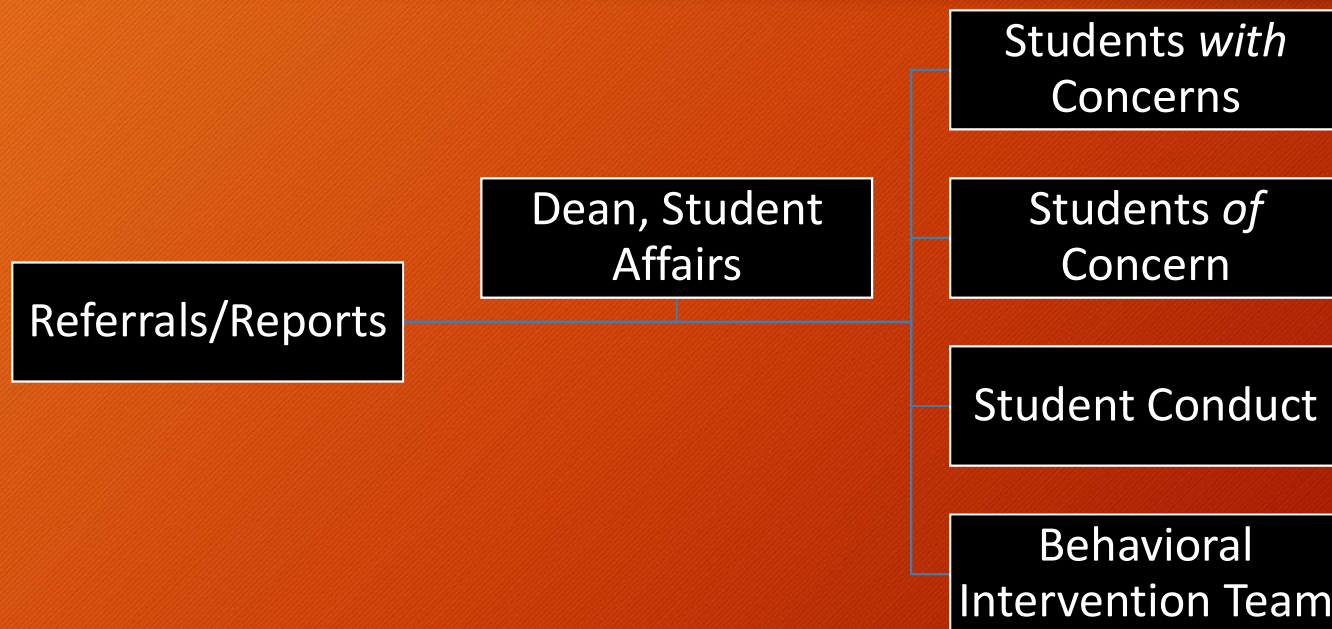 Students with
Concerns
Dean, Student
Affairs
Students of
Concern
Referrals/Reports
Student Conduct
Behavioral
Intervention Team